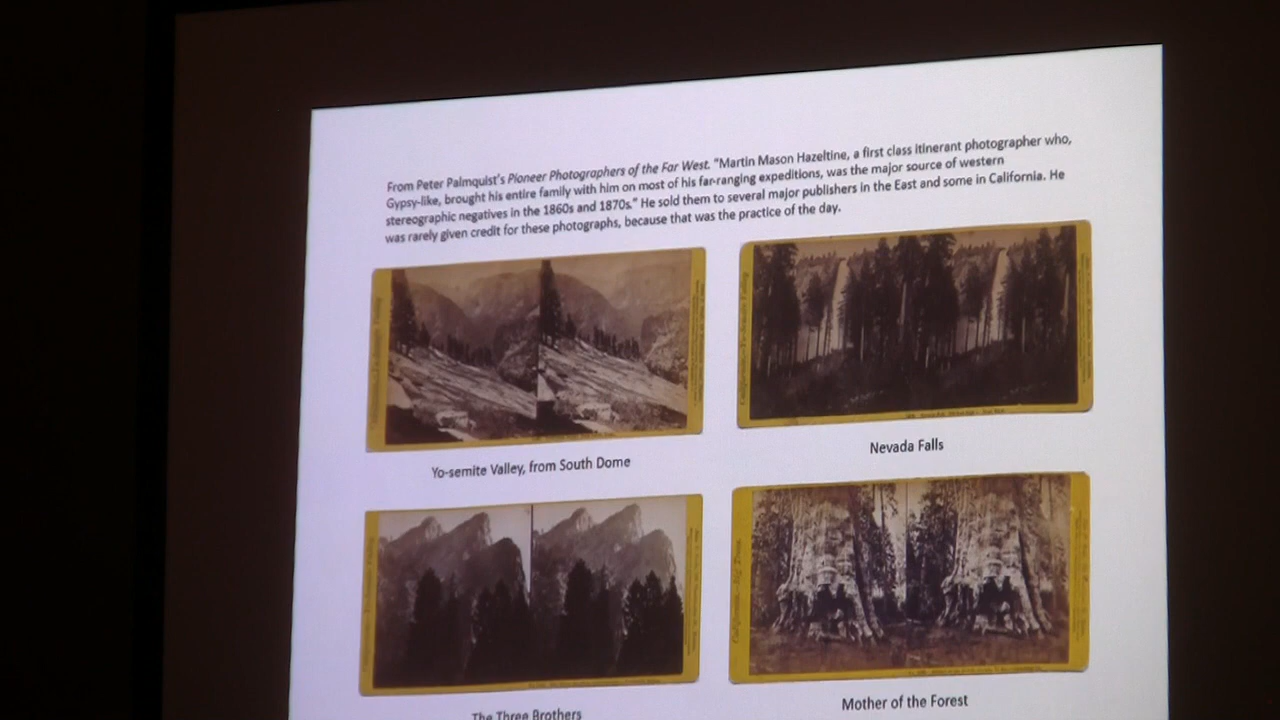 From Peter Palmquist's Pioneer Photographers of the Far West. "Martin Mason Hazeltine, a first class itinerant photographer who,
Gypsy-like, brought his entire family with him on most of his far-ranging expeditions, was the major source of western
stereographic negatives in the 1860s and 1870s." He sold them to several major publishers in the East and some in California. He
was rarely given credit for these photographs, because that was the practice of the day.
Yo-semite Valley, from South Dome
Nevada Falls
The Three Brothers
Mother of the Forest